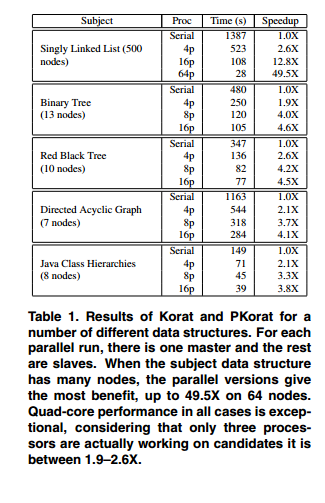 Subject Proc Time (s) Speedup
Serial 1387 1.0X
Singly Linked List (500 4p 523 2.6X
nodes) 16p 108 12.8X
64p 28 49.5X
Serial 480 1.0X
Binary Tree 4p 250 1.9X
(13 nodes) 8p 120 4.0X
16p 105 4.6X
Serial 347 1.0X
Red Black Tree 4p 136 2.6X
(10 nodes) 8p 82 4.2X
16p 77 4.5X
Serial 1163 1.0X
Directed Acyclic Graph 4p 544 2.1X
(7 nodes) 8p 318 3.7X
16p 284 4.1X
Serial 149 1.0X
Java Class Hierarchies 4p 71 2.1X
(8 nodes) 8p 45 3.3X
16p 39 3.8X
Table 1. Results of Korat and PKorat for a
number of different data structures. For each
parallel run, there is one master and the rest
are slaves. When the subject data structure
has many nodes, the parallel versions give
the most benefit, up to 49.5X on 64 nodes.
Quad-core performance in all cases is excep-
tional, considering that only three proces-
sors are actually working on candidates it is
between 1.9–2.6X.